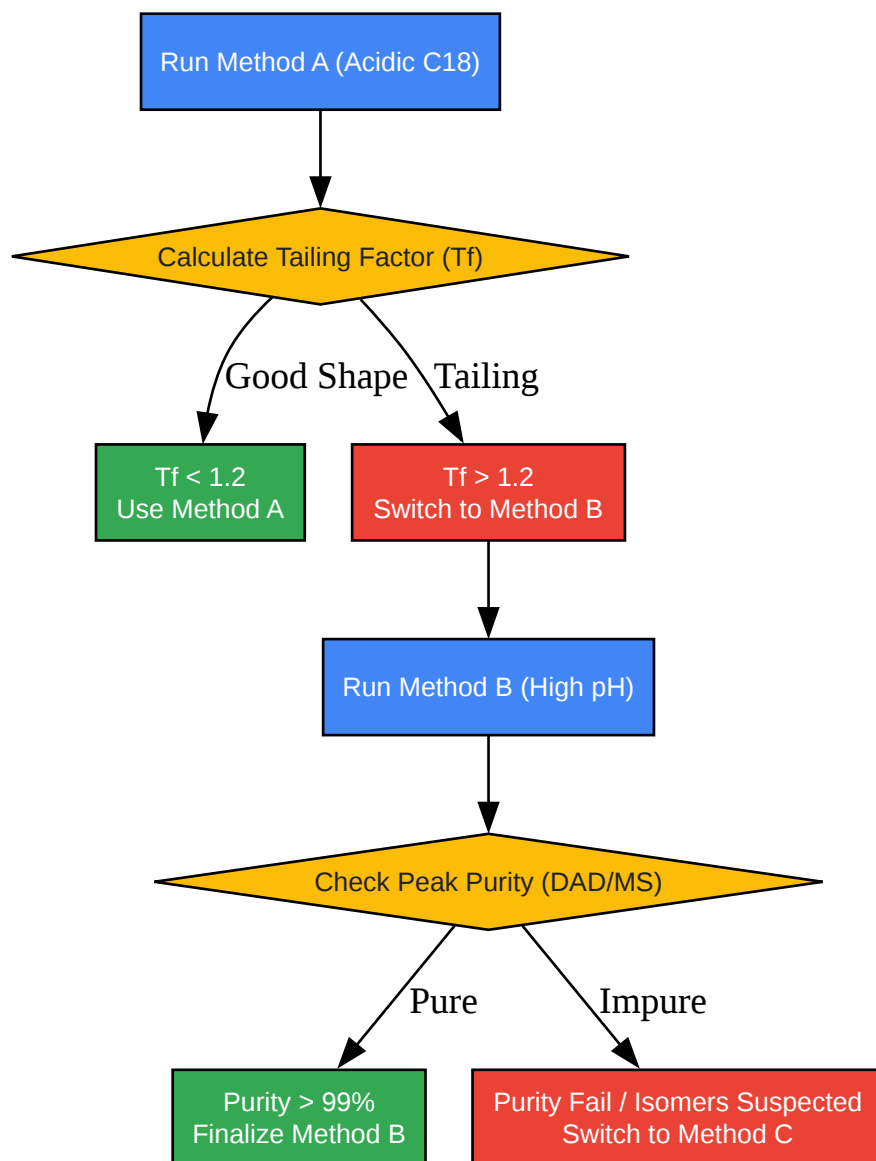 Run Method A (Acidic C18)
Calculate Tailing Factor (Tf)
Good Shape
Tailing
Tf < 1.2
Use Method A
Tf > 1.2
Switch to Method B
Run Method B (High pH)
Check Peak Purity (DAD/MS)
Pure
Impure
Purity > 99%
Finalize Method B
Purity Fail / Isomers Suspected
Switch to Method C